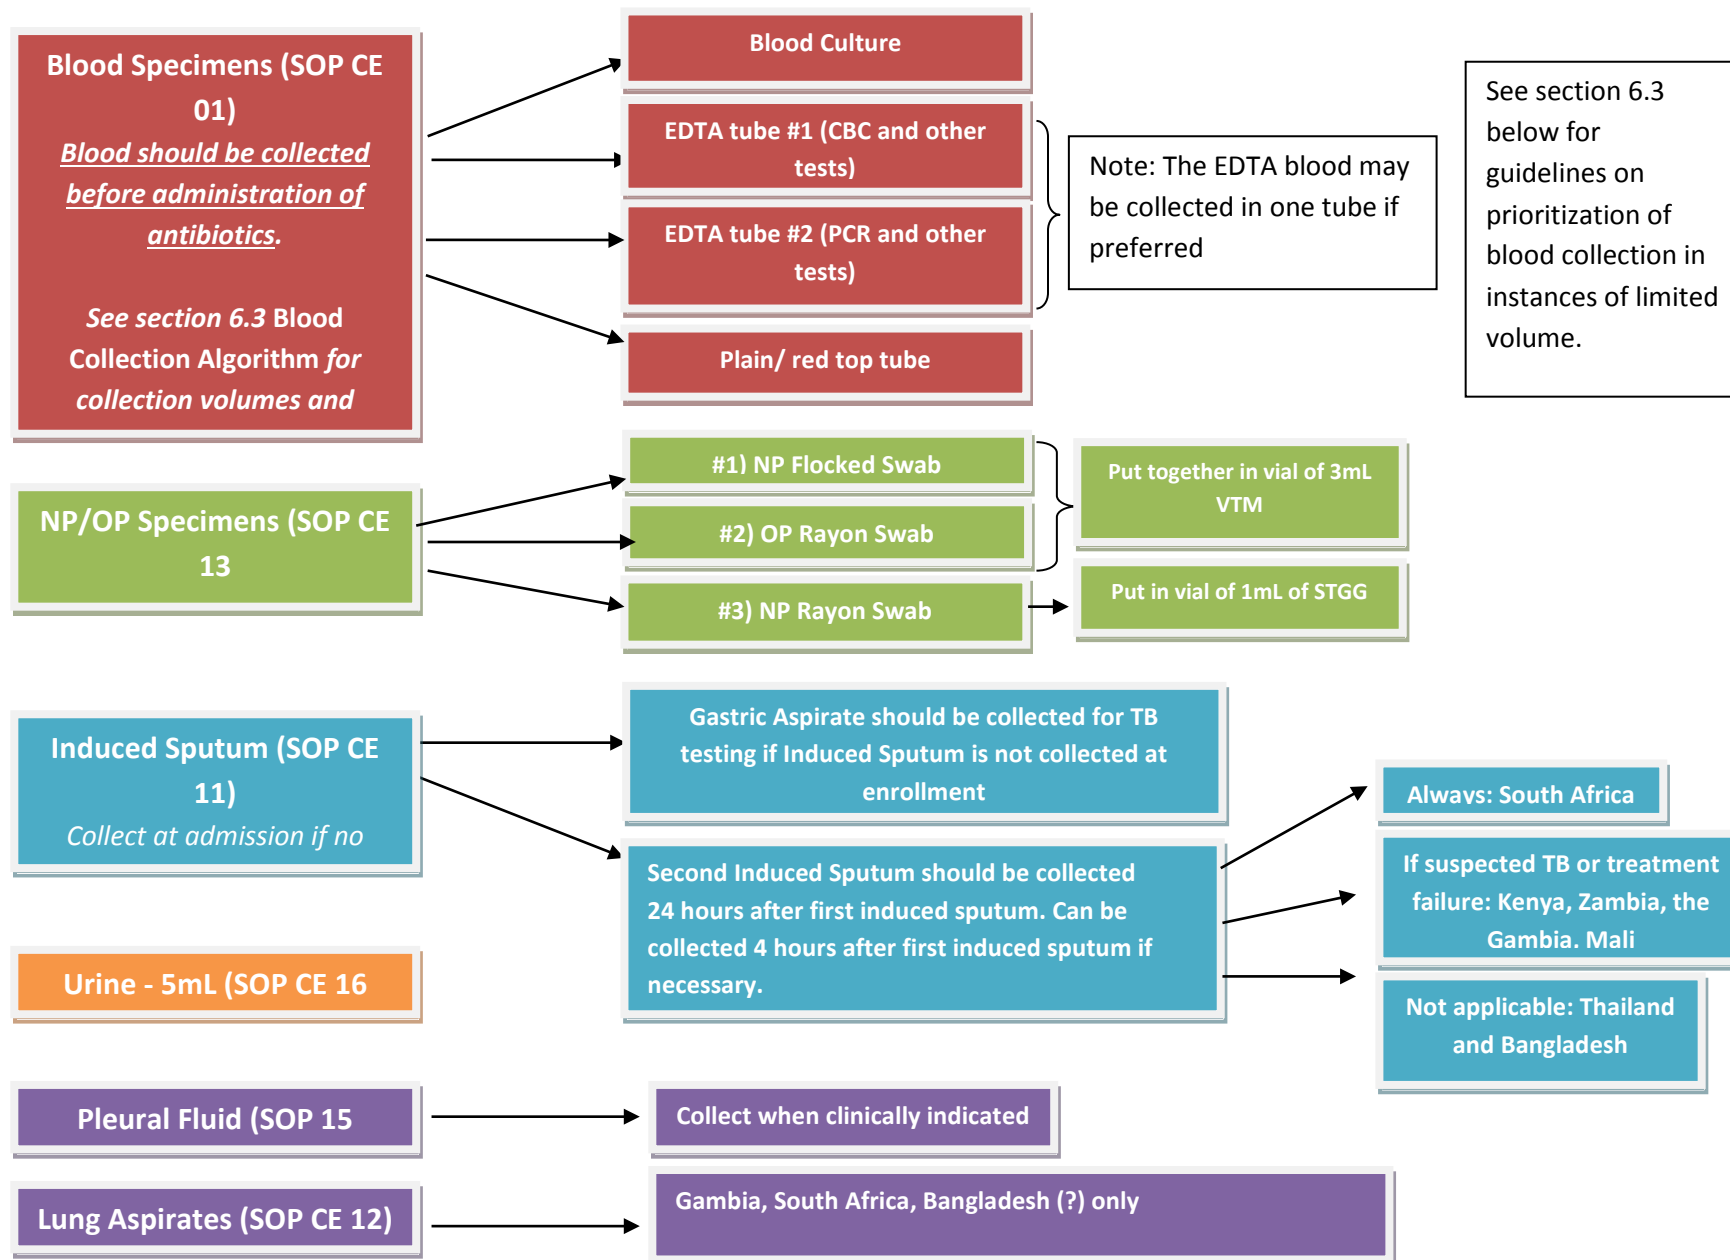 Blood Specimens (SOP CE
01)
Blood should be collected
before administration of
antibiotics.
See section 6.3 Blood
Collection Algorithm for
collection volumes and
Blood Culture
EDTA tube #1 (CBC and other
tests)
EDTA tube #2 (PCR and other
tests)
Plain/ red top tube
Note: The EDTA blood may
be collected in one tube if
preferred
See section 6.3
below for
guidelines on
prioritization of
blood collection in
instances of limited
volume.
NP/OP Specimens (SOP CE
13
#1) NP Flocked Swab
#2) OP Rayon Swab
#3) NP Rayon Swab
Put together in vial of 3mL
VTM
Put in vial of 1mL of STGG
Induced Sputum (SOP CE
11)
Collect at admission if no
Gastric Aspirate should be collected for TB
testing if Induced Sputum is not collected at
enrollment
Second Induced Sputum should be collected
24 hours after first induced sputum. Can be
collected 4 hours after first induced sputum if
necessary.
Always: South Africa
If suspected TB or treatment
failure: Kenya, Zambia, the
Gambia. Mali
Not applicable: Thailand
and Bangladesh
Urine - 5mL (SOP CE 16
Pleural Fluid (SOP 15
Collect when clinically indicated
Lung Aspirates (SOP CE 12)
Gambia, South Africa, Bangladesh (?) only